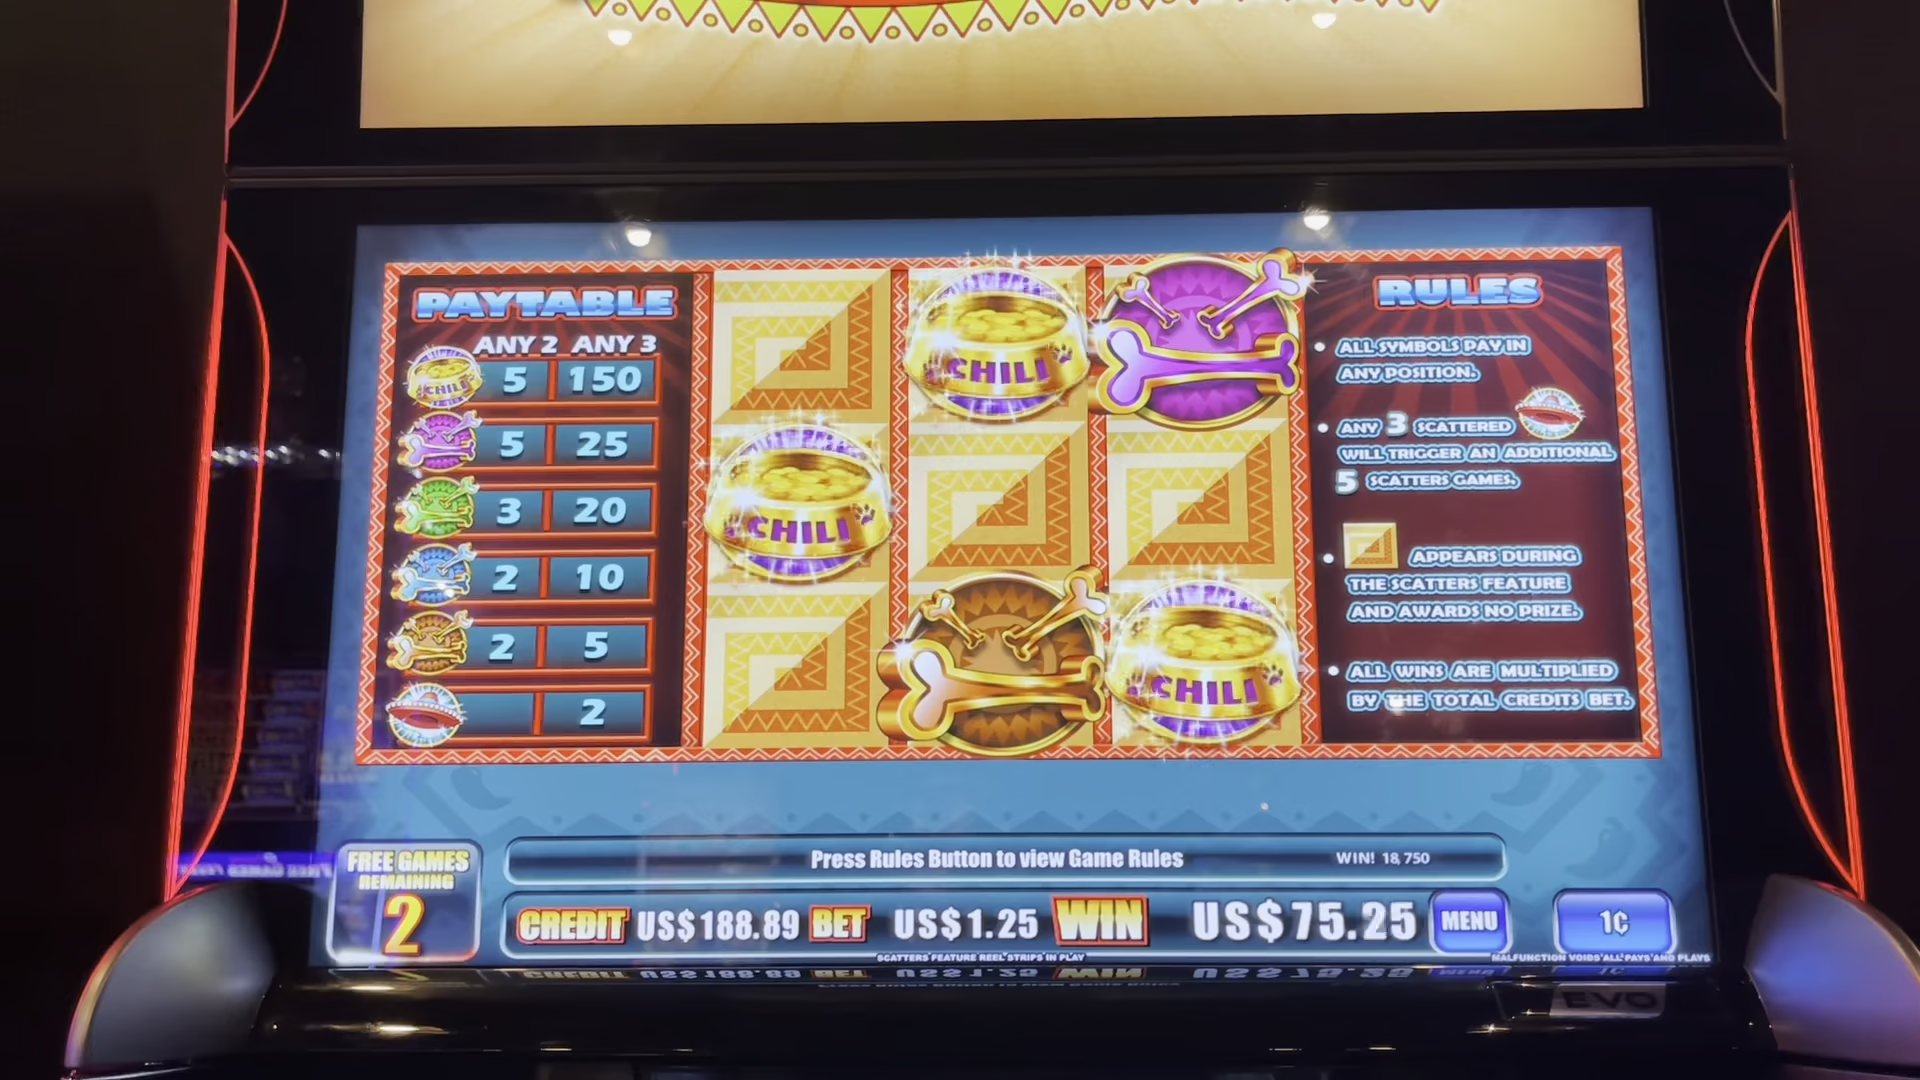 PAYTABLE
ANY 2 ANY 3
CHILI 5 150
5 25
3 20
2 10
2 5
2
CHILI
CHILI
CHILI
RULES
• ALL SYMBOLS PAY IN
ANY POSITION.
• ANY 3 SCATTERED
WILL TRIGGER AN ADDITIONAL
5 SCATTERS GAMES.
• APPEARS DURING
THE SCATTERS FEATURE
AND AWARDS NO PRIZE.
• ALL WINS ARE MULTIPLIED
BY THE TOTAL CREDITS BET.
FREE GAMES
REMAINING
2
Press Rules Button to view Game Rules WIN! 18,750
CREDIT US$188.89 BET US$1.25 WIN US$75.25 MENU 1¢
SCATTERS FEATURE REEL STRIPS IN PLAY
MALFUNCTION VOIDS ALL PAYS AND PLAYS
EVO